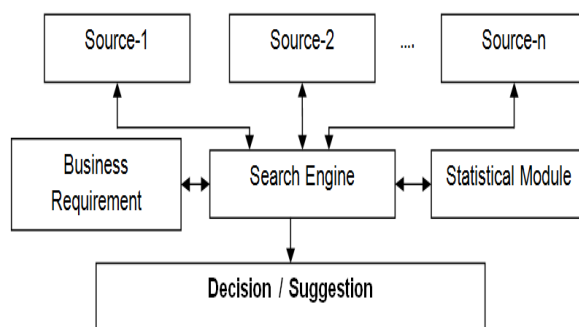 Source-1
Source-2
....
Source-n
Business
Requirement
Search Engine
Statistical Module
Decision / Suggestion